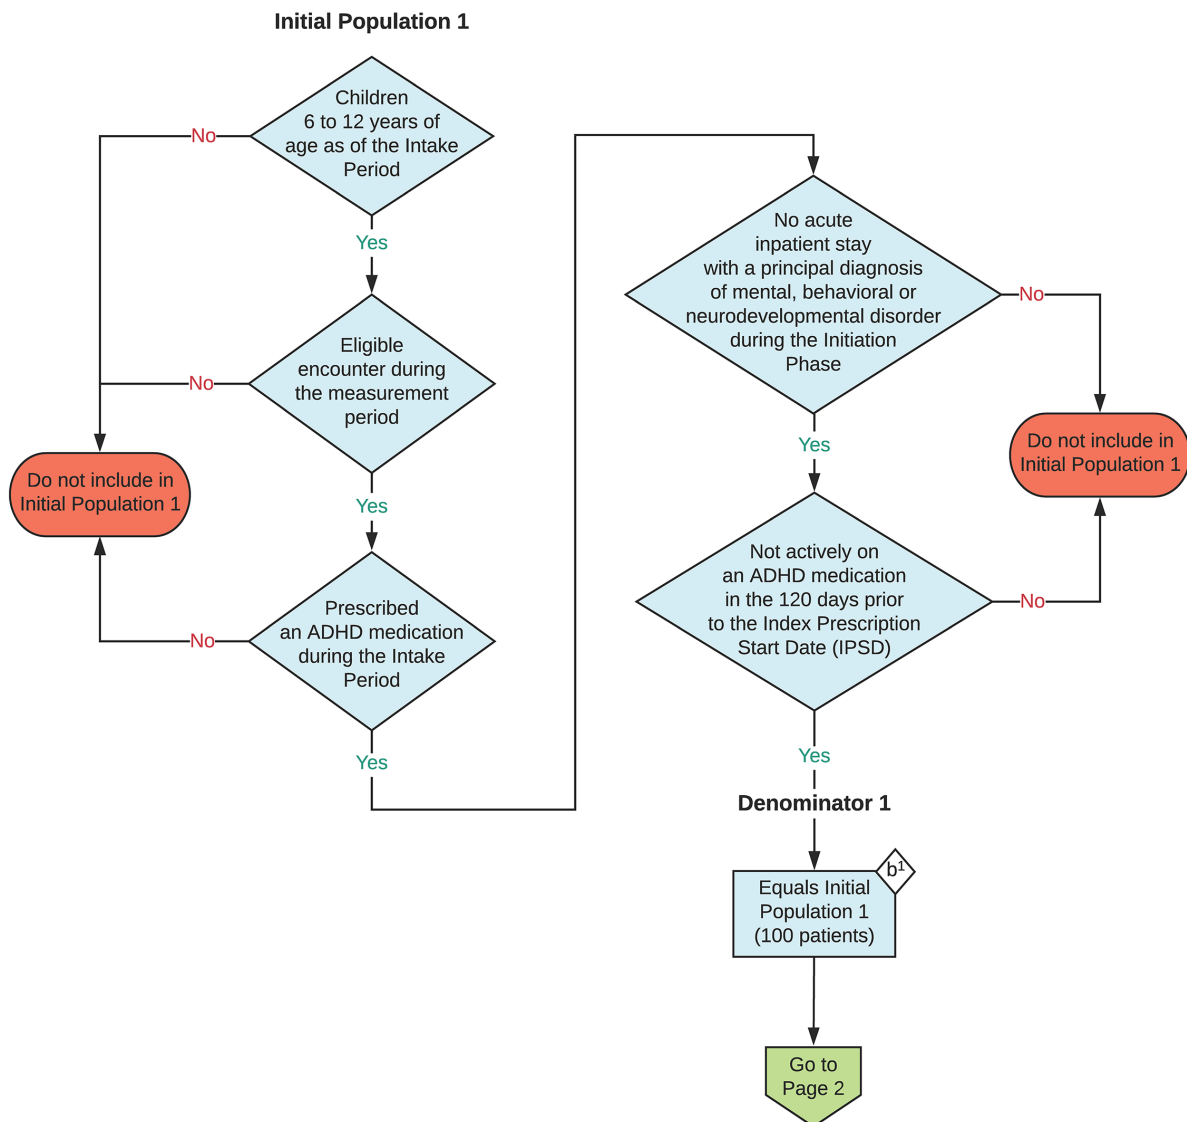 Initial Population 1
Children
6 to 12 years of
age as of the Intake
Period
No
Yes
Eligible
encounter during
the measurement
period
No
Yes
Do not include in
Initial Population 1
Prescribed
an ADHD medication
during the Intake
Period
No
Yes
No acute
inpatient stay
with a principal diagnosis
of mental, behavioral or
neurodevelopmental disorder
during the Initiation
Phase
No
Yes
Do not include in
Initial Population 1
Not actively on
an ADHD medication
in the 120 days prior
to the Index Prescription
Start Date (IPSD)
No
Yes
Denominator 1
b¹
Equals Initial
Population 1
(100 patients)
Go to
Page 2